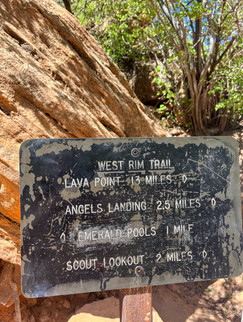 WEST RIM TRAIL
LAVA POINT 13 MILES ◊
ANGELS LANDING 2.5 MILES ◊
◊ EMERALD POOLS 1 MILE
SCOUT LOOKOUT 2 MILES ◊